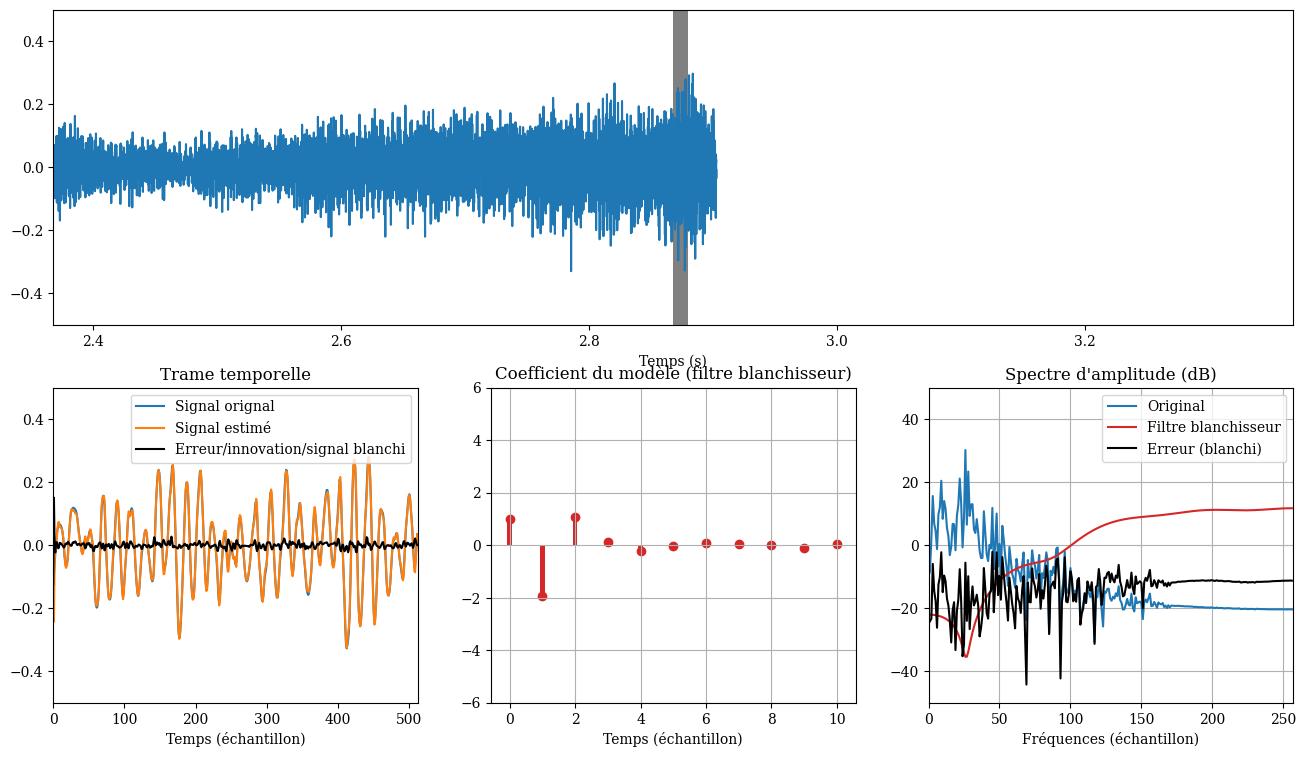 0.4
0.2
0.0
−0.2
−0.4
2.4 2.6 2.8 3.0 3.2
Temps (s)
Trame temporelle
Signal orignal
Signal estimé
Erreur/innovation/signal blanchi
0.4
0.2
0.0
−0.2
−0.4
0 100 200 300 400 500
Temps (échantillon)
Coefficient du modèle (filtre blanchisseur)
6
4
2
0
−2
−4
−6
0 2 4 6 8 10
Temps (échantillon)
Spectre d'amplitude (dB)
Original
Filtre blanchisseur
Erreur (blanchi)
40
20
0
−20
−40
0 50 100 150 200 250
Fréquences (échantillon)